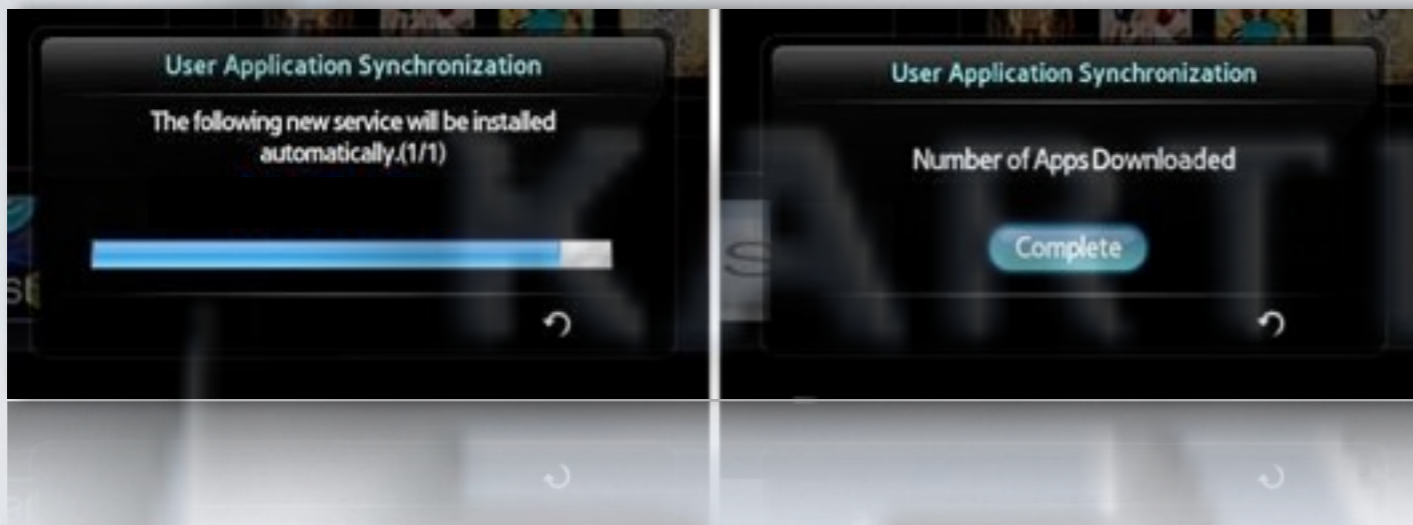 User Application Synchronization
The following new service will be installed
automatically.(1/1)
User Application Synchronization
Number of Apps Downloaded
Complete